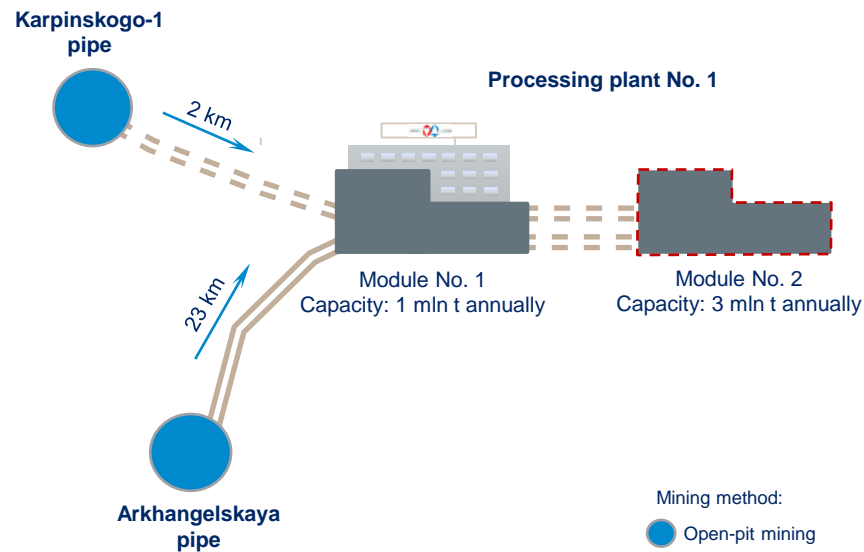 Karpinskogo-1
pipe
Processing plant No. 1
2 km
23 km
Module No. 1
Capacity: 1 mln t annually
Module No. 2
Capacity: 3 mln t annually
Arkhangelskaya
pipe
Mining method:
Open-pit mining